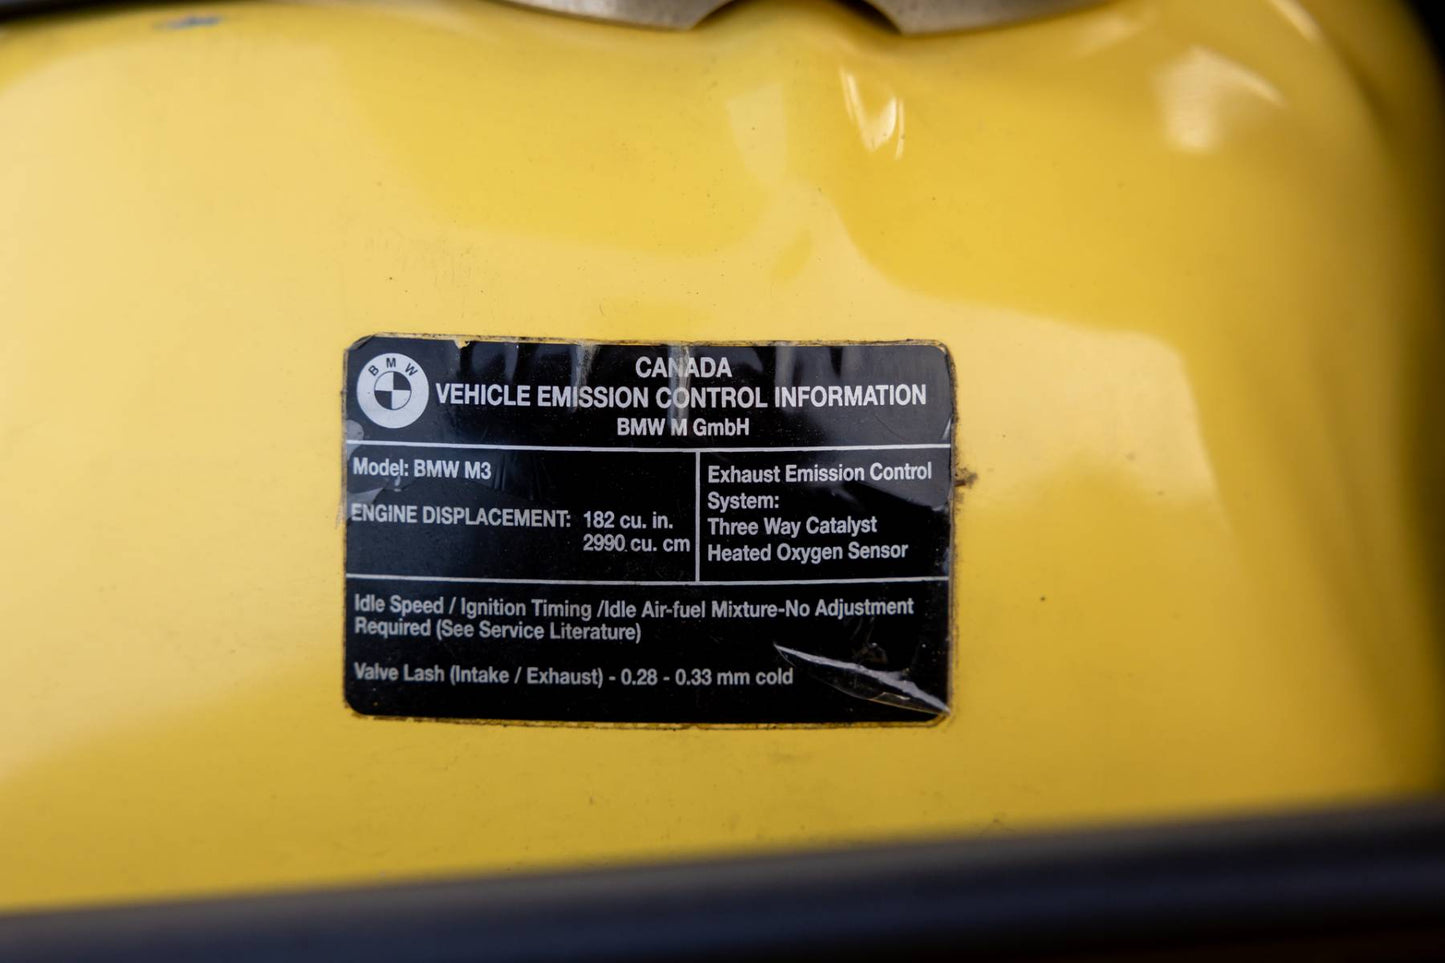 BMW
CANADA
VEHICLE EMISSION CONTROL INFORMATION
BMW M GmbH
Model: BMW M3
ENGINE DISPLACEMENT: 182 cu. in.
2990 cu. cm
Exhaust Emission Control
System:
Three Way Catalyst
Heated Oxygen Sensor
Idle Speed / Ignition Timing /Idle Air-fuel Mixture-No Adjustment
Required (See Service Literature)
Valve Lash (Intake / Exhaust) - 0.28 - 0.33 mm cold